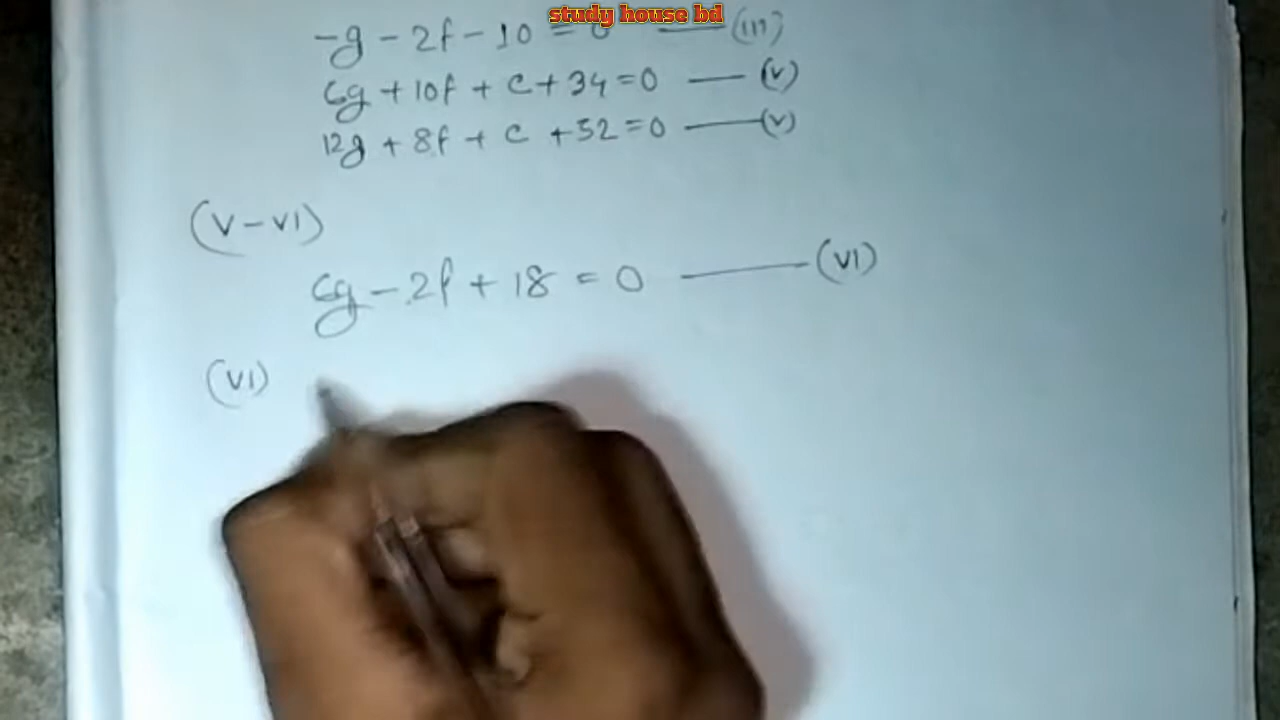 study house bd
-g - 2f - 10 = 0 —— (iii)
6g + 10f + c + 34 = 0 —— (v)
12g + 8f + c + 52 = 0 —— (v)
(v - vi)
6g - 2f + 18 = 0 —— (vi)
(vi)